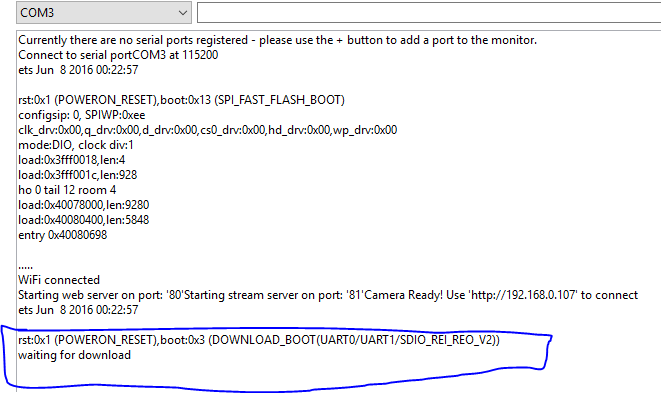 COM3
Currently there are no serial ports registered - please use the + button to add a port to the monitor.
Connect to serial portCOM3 at 115200
ets Jun  8 2016 00:22:57
rst:0x1 (POWERON_RESET),boot:0x13 (SPI_FAST_FLASH_BOOT)
configsip: 0, SPIWP:0xee
clk_drv:0x00,q_drv:0x00,d_drv:0x00,cs0_drv:0x00,hd_drv:0x00,wp_drv:0x00
mode:DIO, clock div:1
load:0x3fff0018,len:4
load:0x3fff001c,len:928
ho 0 tail 12 room 4
load:0x40078000,len:9280
load:0x40080400,len:5848
entry 0x40080698
.....
WiFi connected
Starting web server on port: '80'Starting stream server on port: '81'Camera Ready! Use 'http://192.168.0.107' to connect
ets Jun  8 2016 00:22:57
rst:0x1 (POWERON_RESET),boot:0x3 (DOWNLOAD_BOOT(UART0/UART1/SDIO_REI_REO_V2))
waiting for download